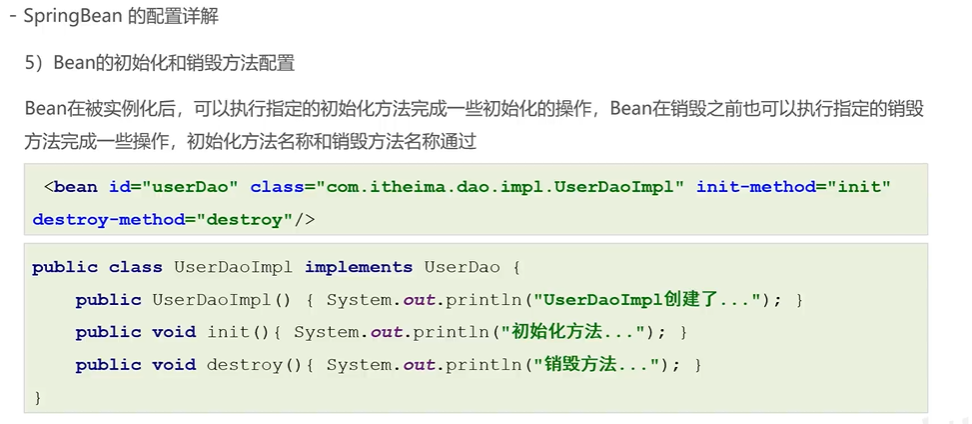 - SpringBean 的配置详解
5）Bean的初始化和销毁方法配置
Bean在被实例化后，可以执行指定的初始化方法完成一些初始化的操作，Bean在销毁之前也可以执行指定的销毁
方法完成一些操作，初始化方法名称和销毁方法名称通过
<bean id="userDao" class="com.itheima.dao.impl.UserDaoImpl" init-method="init"
destroy-method="destroy"/>
public class UserDaoImpl implements UserDao {
    public UserDaoImpl() { System.out.println("UserDaoImpl创建了..."); }
    public void init(){ System.out.println("初始化方法..."); }
    public void destroy(){ System.out.println("销毁方法..."); }
}